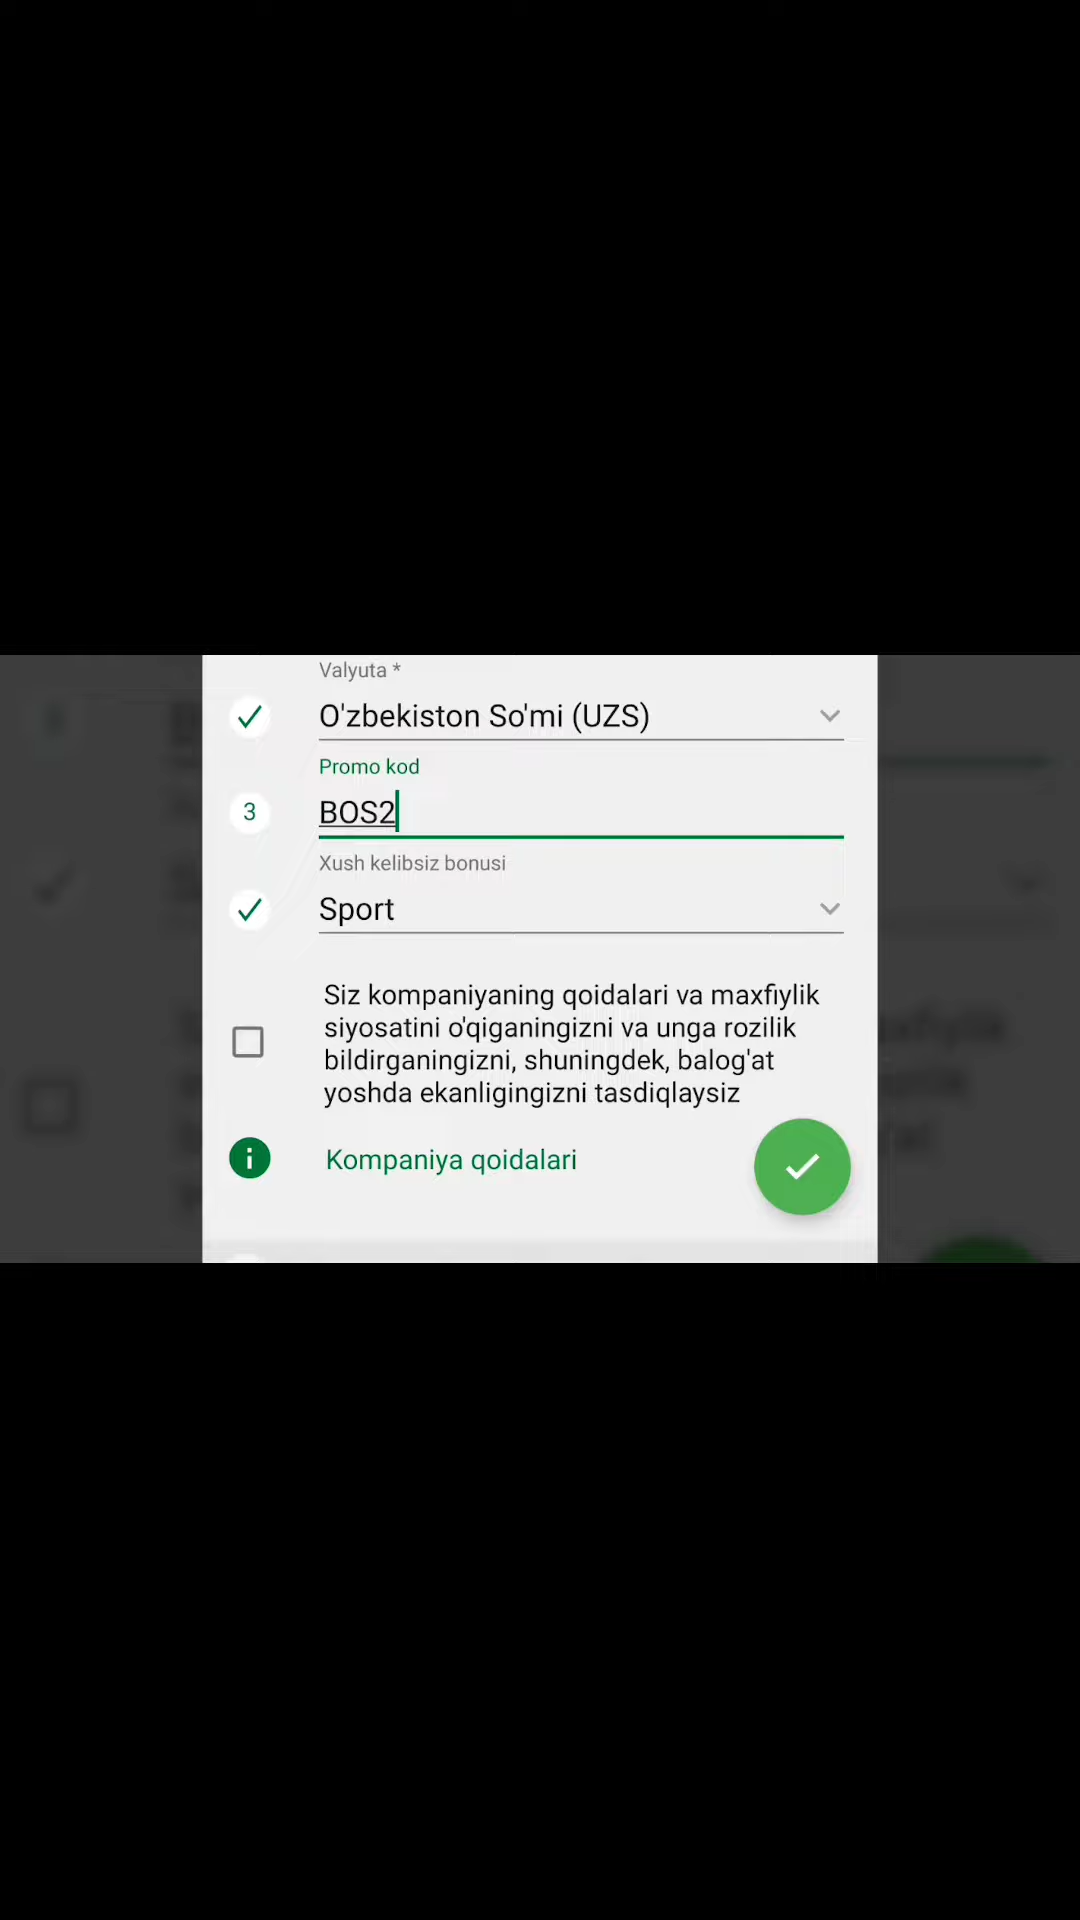 Valyuta *
O'zbekiston So'mi (UZS)
Promo kod
3
BOS2
Xush kelibsiz bonusi
Sport
Siz kompaniyaning qoidalari va maxfiylik
siyosatini o'qiganingizni va unga rozilik
bildirganingizni, shuningdek, balog'at
yoshda ekanligingizni tasdiqlaysiz
Kompaniya qoidalari